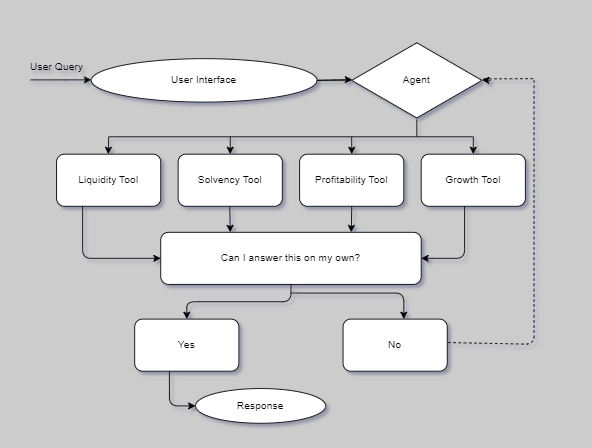 User Query
User Interface
Agent
Liquidity Tool
Solvency Tool
Profitability Tool
Growth Tool
Can I answer this on my own?
Yes
No
Response